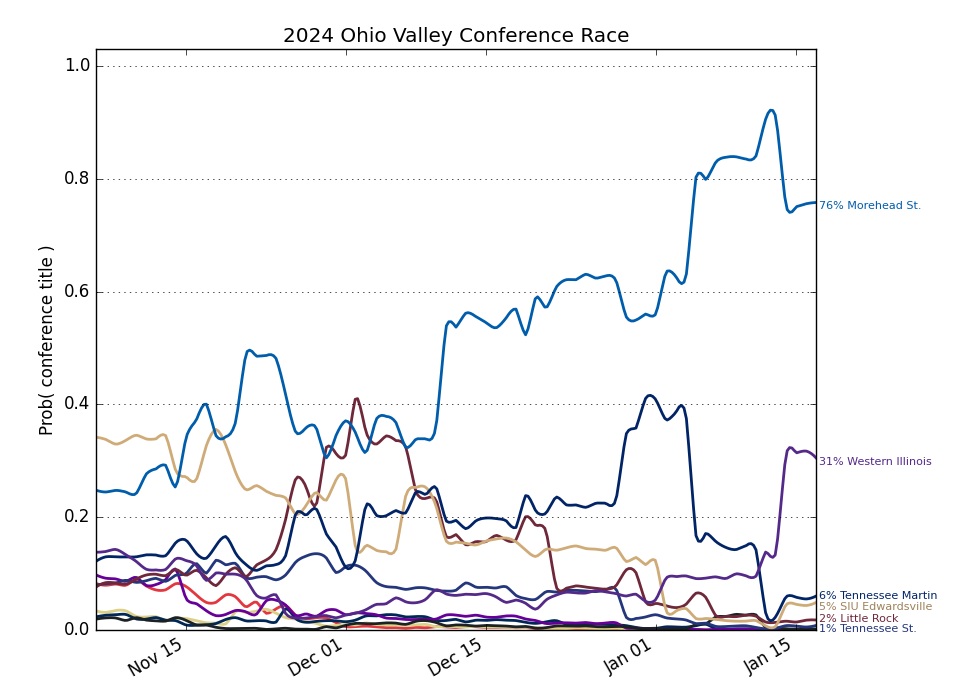 2024 Ohio Valley Conference Race
Prob( conference title )
1.0
0.8
0.6
0.4
0.2
0.0
Nov 15
Dec 01
Dec 15
Jan 01
Jan 15
76% Morehead St.
31% Western Illinois
6% Tennessee Martin
5% SIU Edwardsville
2% Little Rock
1% Tennessee St.